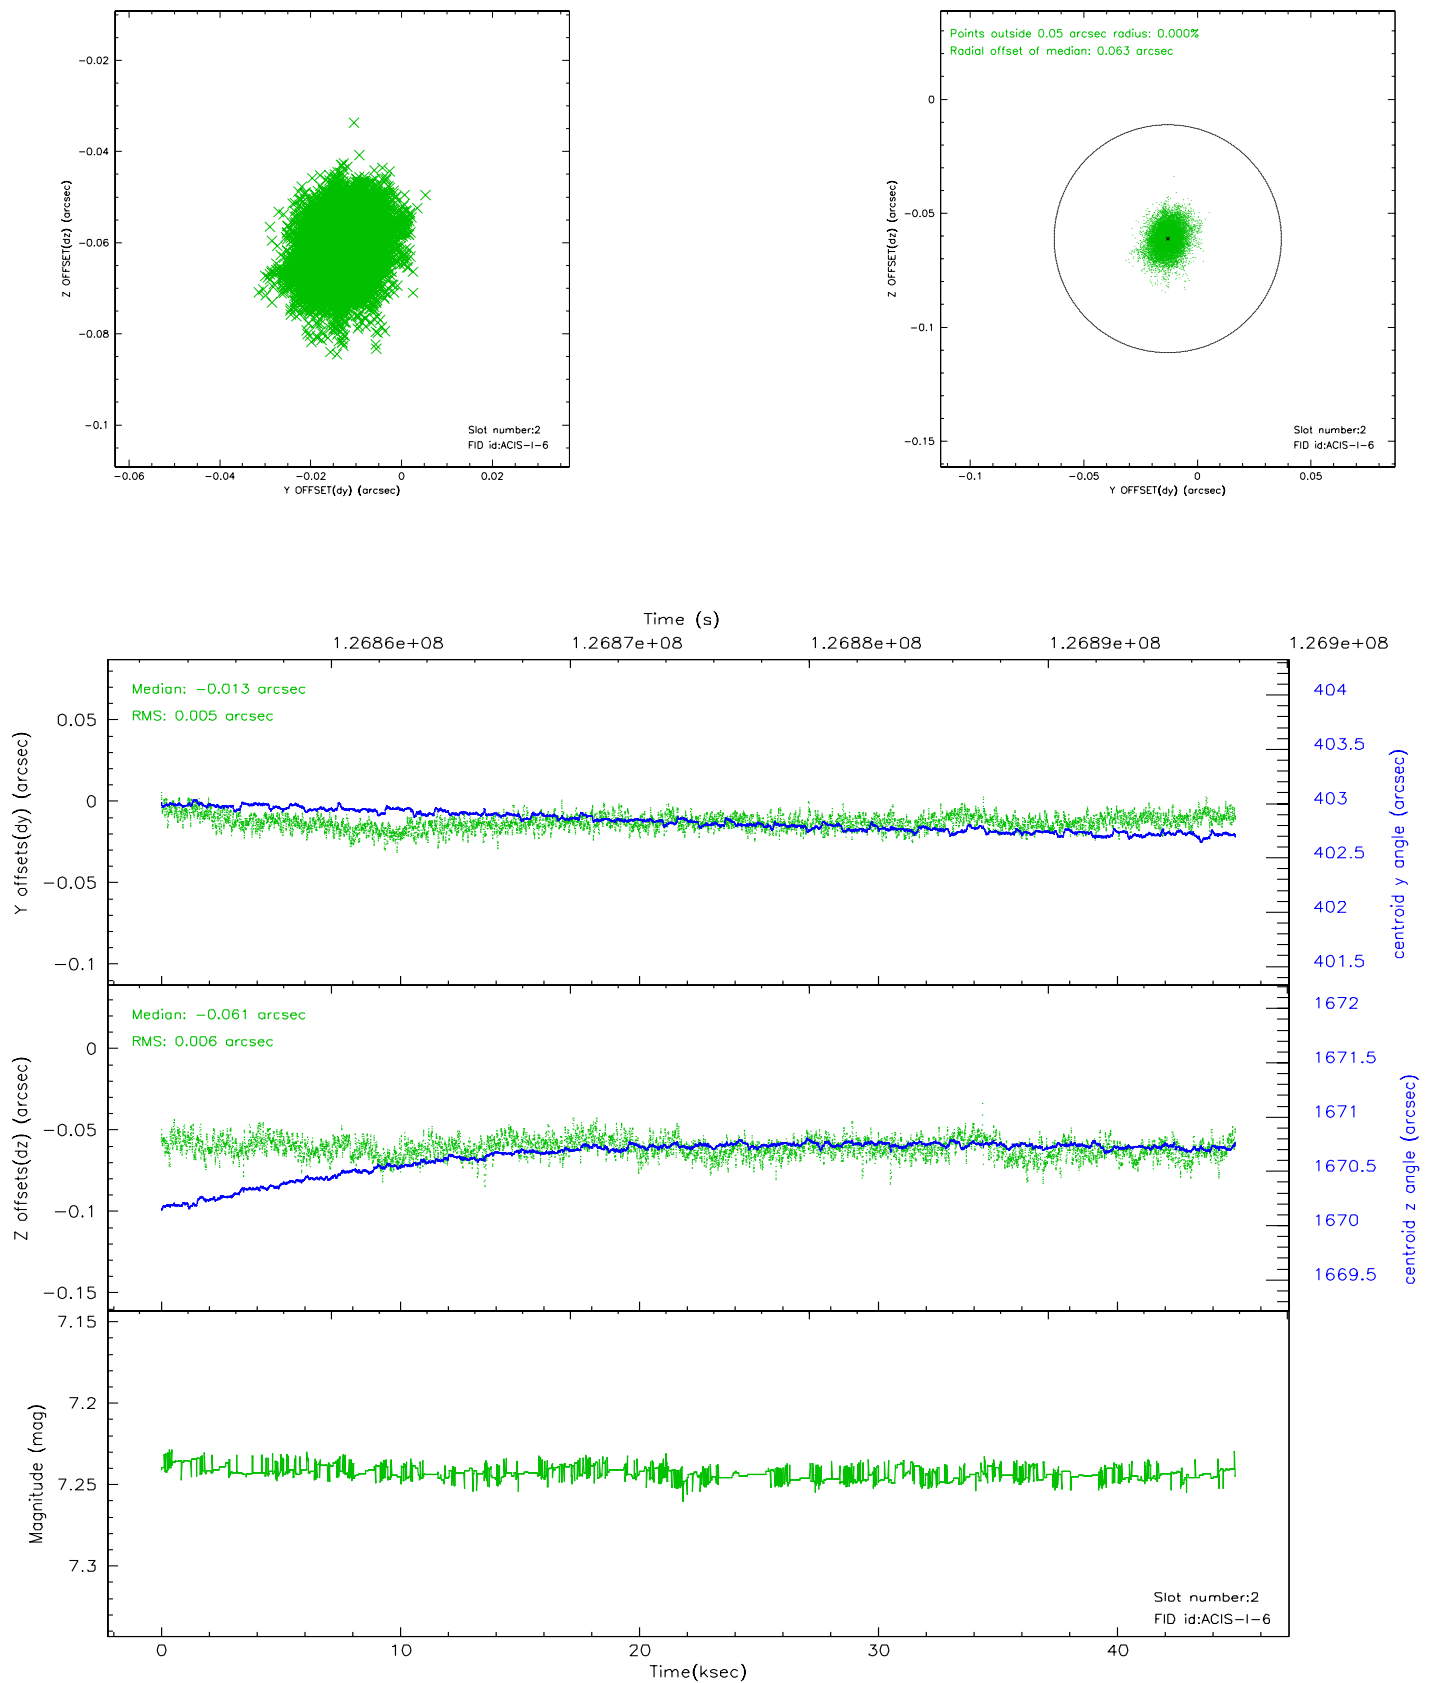 -0.02
-0.04
-0.06
-0.08
-0.1
Z OFFSET(dz) (arcsec)
Slot number:2
FID id:ACIS-I-6
-0.06
-0.04
-0.02
0
0.02
Y OFFSET(dy) (arcsec)
Points outside 0.05 arcsec radius: 0.000%
Radial offset of median: 0.063 arcsec
0
-0.05
-0.1
-0.15
Z OFFSET(dz) (arcsec)
Slot number:2
FID id:ACIS-I-6
-0.1
-0.05
0
0.05
Y OFFSET(dy) (arcsec)
Time (s)
1.2686e+08
1.2687e+08
1.2688e+08
1.2689e+08
1.269e+08
Median: -0.013 arcsec
RMS: 0.005 arcsec
0.05
0
-0.05
-0.1
Y offsets(dy) (arcsec)
404
403.5
403
402.5
402
401.5
centroid y angle (arcsec)
Median: -0.061 arcsec
RMS: 0.006 arcsec
0
-0.05
-0.1
-0.15
Z offsets(dz) (arcsec)
1672
1671.5
1671
1670.5
1670
1669.5
centroid z angle (arcsec)
7.15
7.2
7.25
7.3
Magnitude (mag)
Slot number:2
FID id:ACIS-I-6
0
10
20
30
40
Time(ksec)